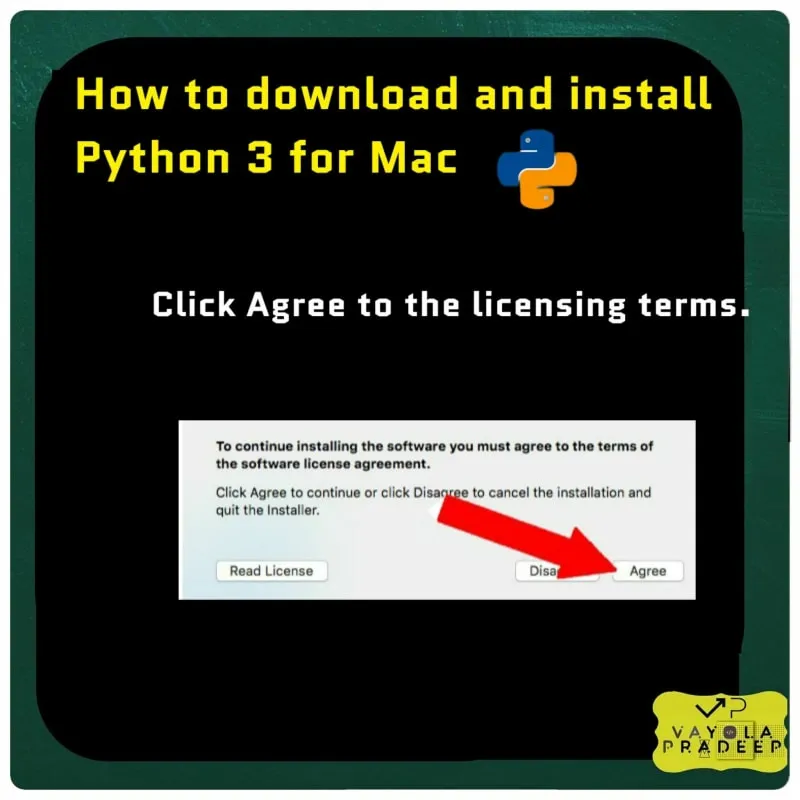 How to download and install
Python 3 for Mac
Click Agree to the licensing terms.
To continue installing the software you must agree to the terms of
the software license agreement.
Click Agree to continue or click Disagree to cancel the installation and
quit the Installer.
Read License
Agree
VP
VAYOLA
PRADEEP